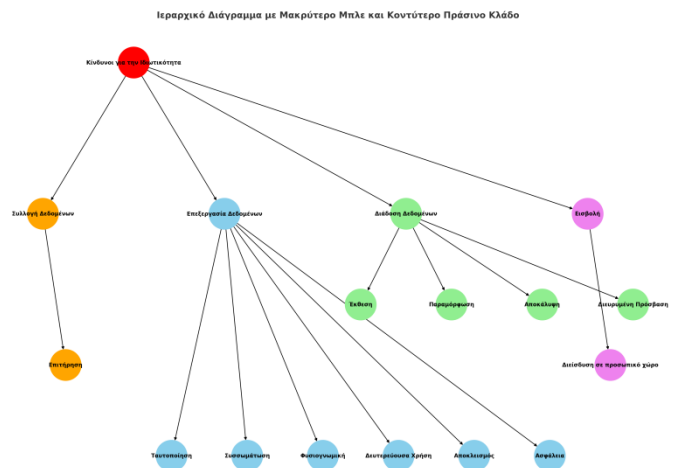 Ιεραρχικό Διάγραμμα με Μακρύτερο Μπλε και Κοντύτερο Πράσινο Κλάδο
Κίνδυνοι για την Ιδιωτικότητα
Συλλογή Δεδομένων
Επεξεργασία Δεδομένων
Διάδοση Δεδομένων
Εισβολή
Έκθεση
Παραμόρφωση
Αποκάλυψη
Διευρυμένη Πρόσβαση
Επιτήρηση
Διείσδυση σε προσωπικό χώρο
Ταυτοποίηση
Συσσωμάτωση
Φυσιογνωμική
Δευτερεύουσα Χρήση
Αποκλεισμός
Ασφάλεια